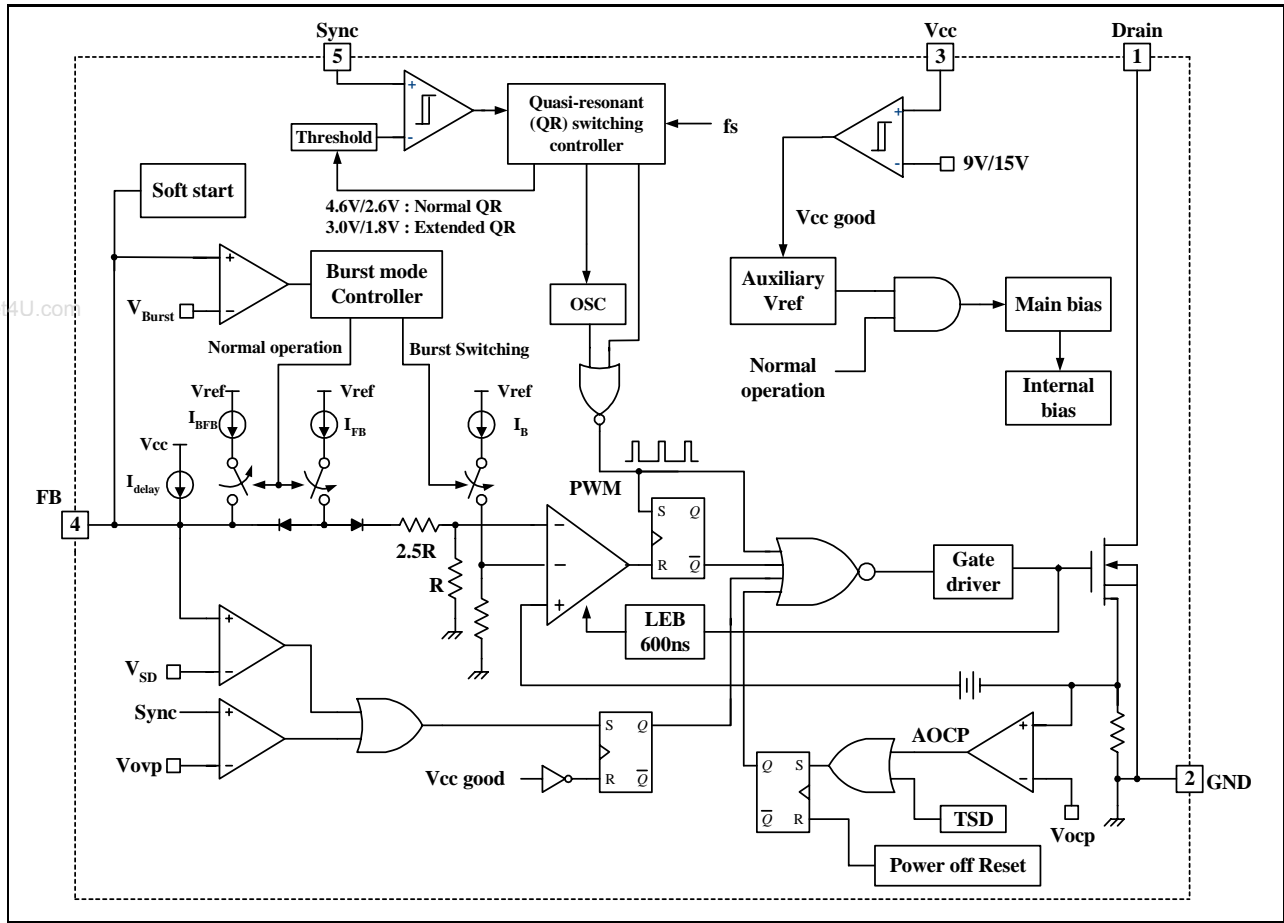 Sync
5
Vcc
3
Drain
1
+
-
Threshold
Quasi-resonant
(QR) switching
controller
fs
+
-
9V/15V
4.6V/2.6V : Normal QR
3.0V/1.8V : Extended QR
Soft start
Vcc good
+
−
VBurst
Burst mode
Controller
OSC
Auxiliary
Vref
Main bias
t4U.com
Normal operation
Burst Switching
Normal
operation
Internal
bias
Vref
IBFB
Vref
IFB
Vref
IB
Vcc
Idelay
FB
4
PWM
2.5R
R
−
−
+
S Q
R Q̅
Gate
driver
LEB
600ns
+
−
VSD
Sync
+
Vovp
−
S Q
R Q̅
Vcc good
AOCP
+
−
Q S
Q̅ R
TSD
Vocp
2
GND
Power off Reset